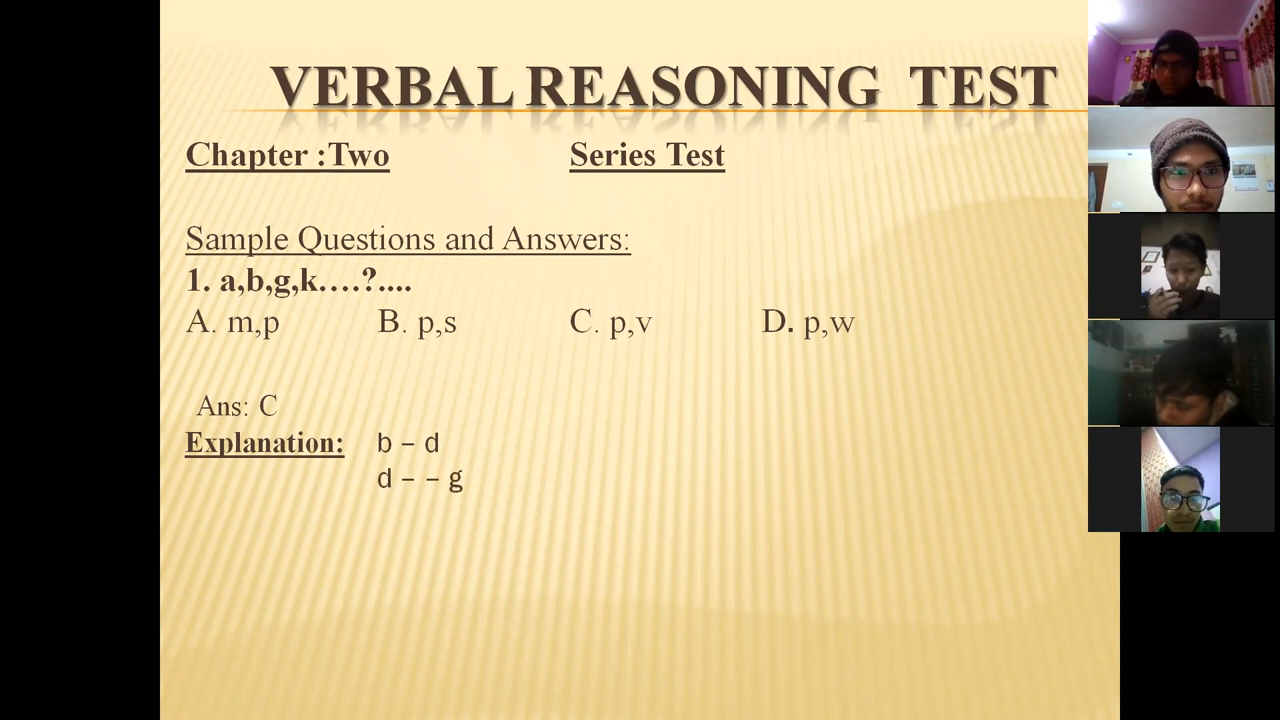 VERBAL REASONING TEST
Chapter :Two Series Test
Sample Questions and Answers:
1. a,b,g,k….?....
A. m,p B. p,s C. p,v D. p,w
Ans: C
Explanation: b – d
d – – g